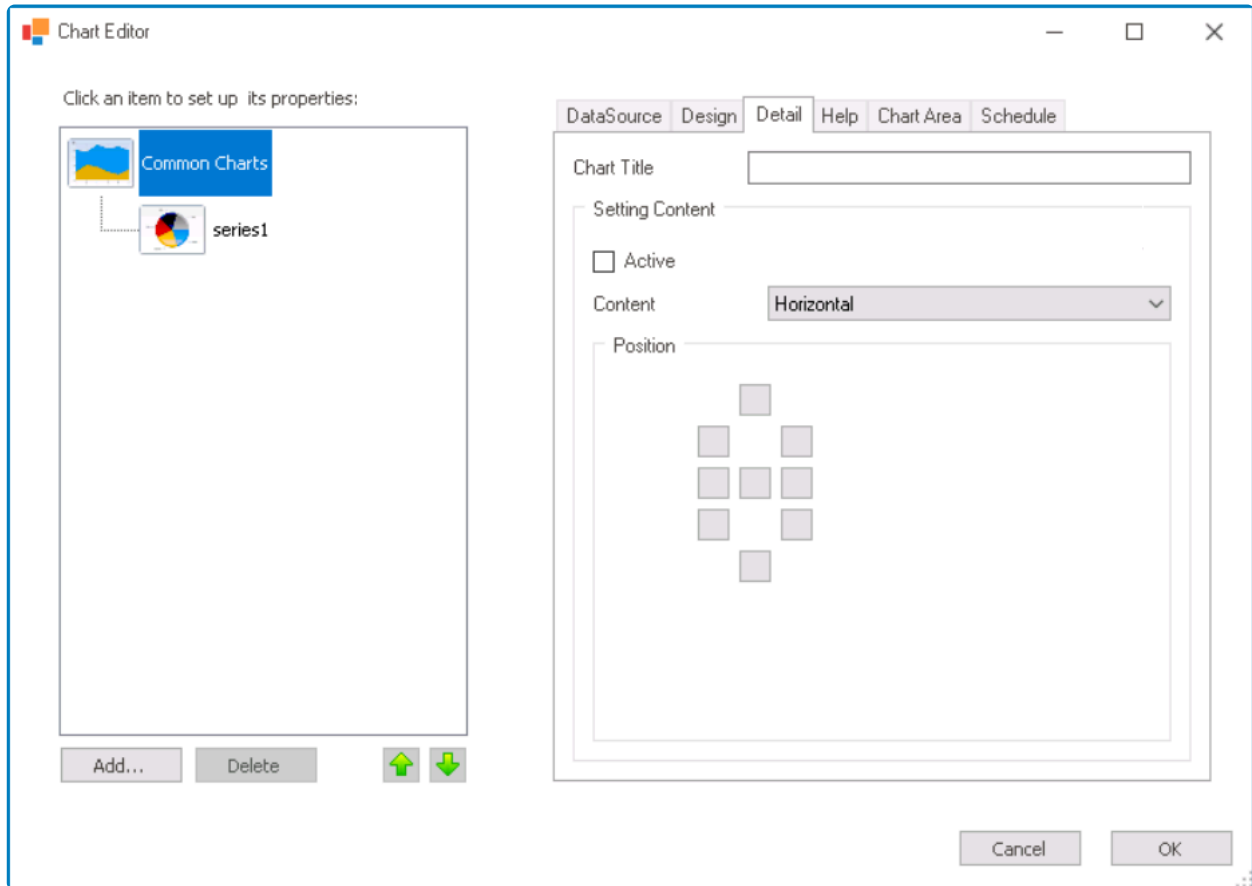 Chart Editor
Click an item to set up its properties:
Common Charts
series1
Add...
Delete
DataSource Design Detail Help Chart Area Schedule
Chart Title
Setting Content
Active
Content Horizontal
Position
Cancel OK